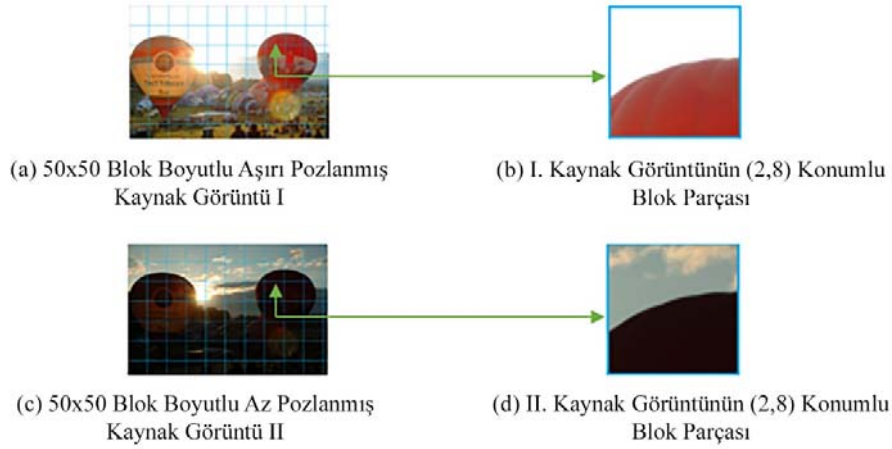 (a) 50x50 Blok Boyutlu Aşırı Pozlanmış
Kaynak Görüntü I
(b) I. Kaynak Görüntünün (2,8) Konumlu
Blok Parçası
(c) 50x50 Blok Boyutlu Az Pozlanmış
Kaynak Görüntü II
(d) II. Kaynak Görüntünün (2,8) Konumlu
Blok Parçası